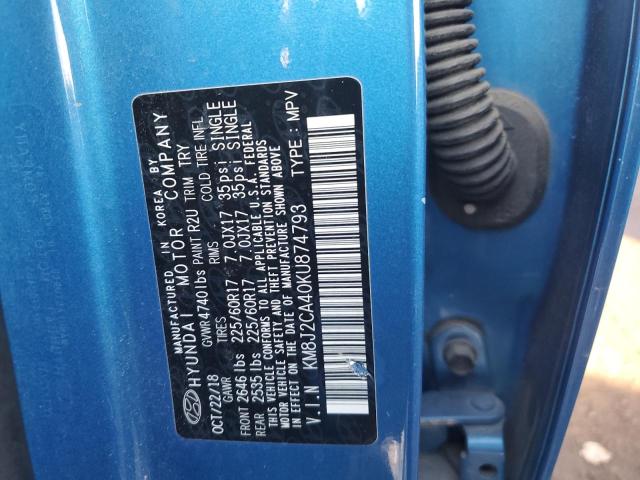 MANUFACTURED IN KOREA BY
HYUNDAI MOTOR COMPANY
OCT/22/18 GVWR 4740lbs PAINT R2U TRIM TRY
GAWR TIRES RIMS COLD TIRE INFL
FRONT 2646 lbs 225/60R17 7.0JX17 35psi SINGLE
REAR 2535 lbs 225/60R17 7.0JX17 35psi SINGLE
THIS VEHICLE CONFORMS TO ALL APPLICABLE U.S.A. FEDERAL
MOTOR VEHICLE SAFETY AND THEFT PREVENTION STANDARDS
IN EFFECT ON THE DATE OF MANUFACTURE SHOWN ABOVE
V.I.N KM8J2CA40KU874793 TYPE: MPV